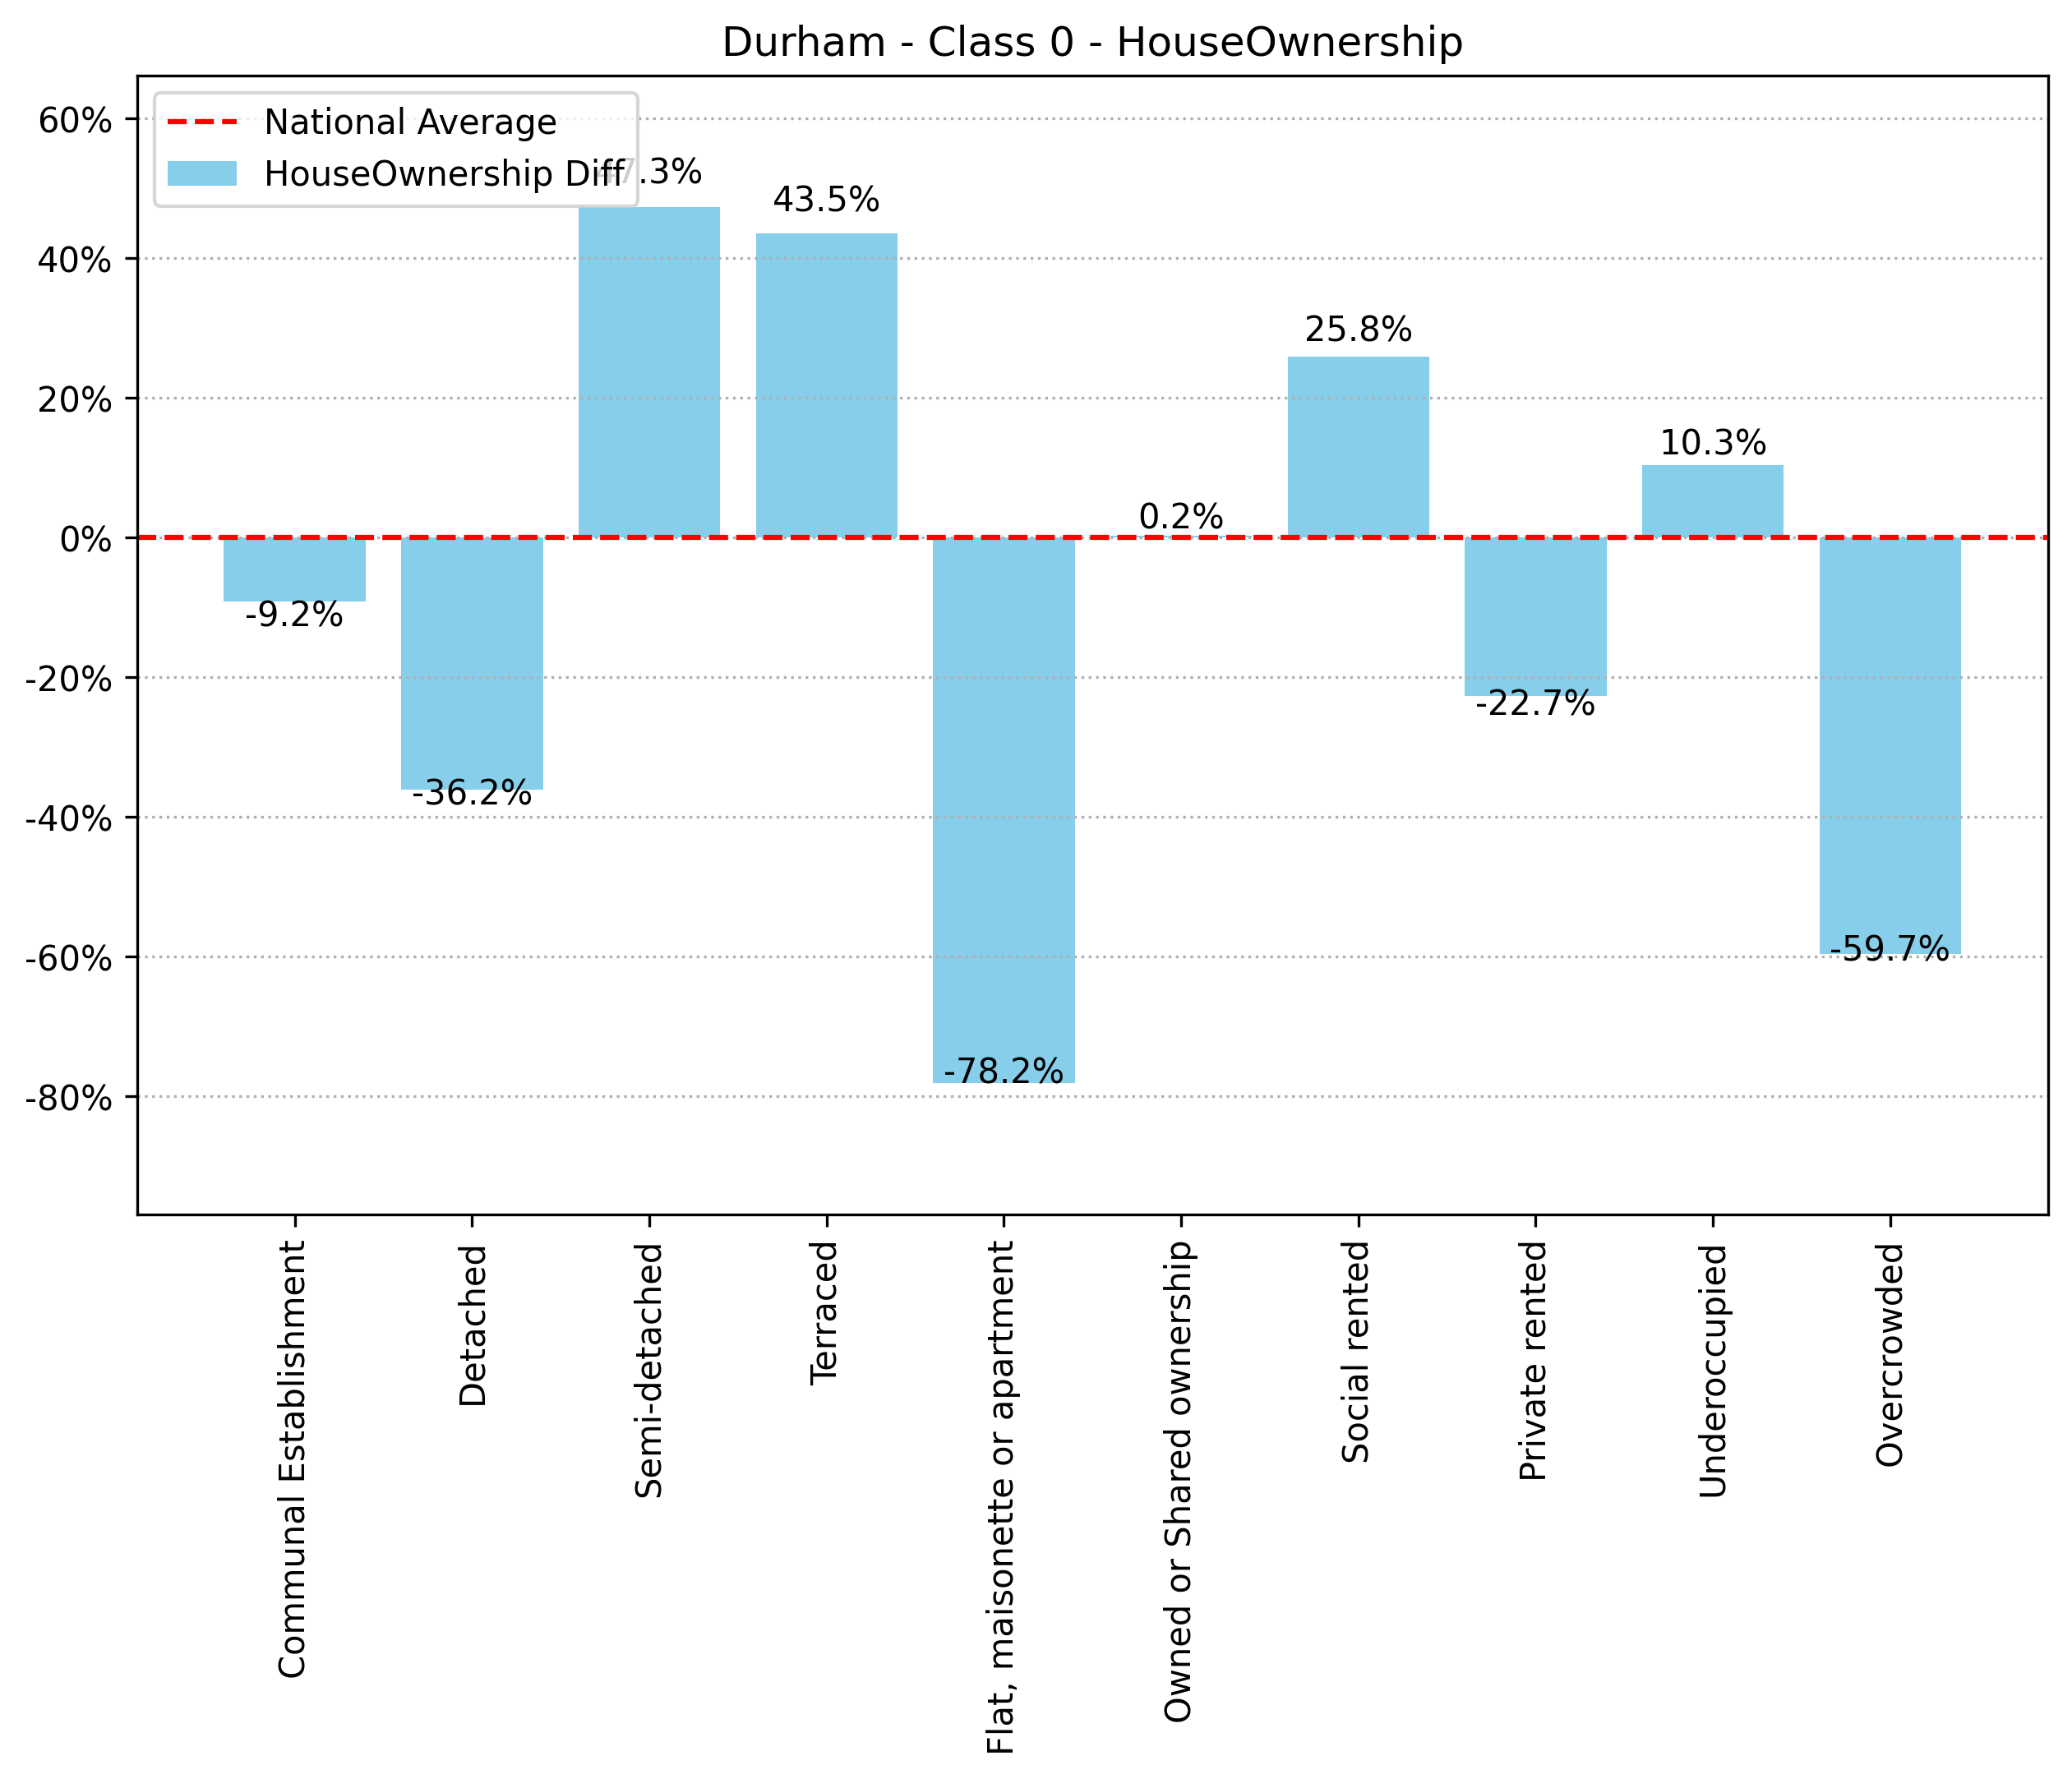 Durham - Class 0 - HouseOwnership
National Average
HouseOwnership Diff
60%
40%
20%
0%
-20%
-40%
-60%
-80%
-9.2%
-36.2%
47.3%
43.5%
-78.2%
0.2%
25.8%
-22.7%
10.3%
-59.7%
Communal Establishment
Detached
Semi-detached
Terraced
Flat, maisonette or apartment
Owned or Shared ownership
Social rented
Private rented
Underoccupied
Overcrowded